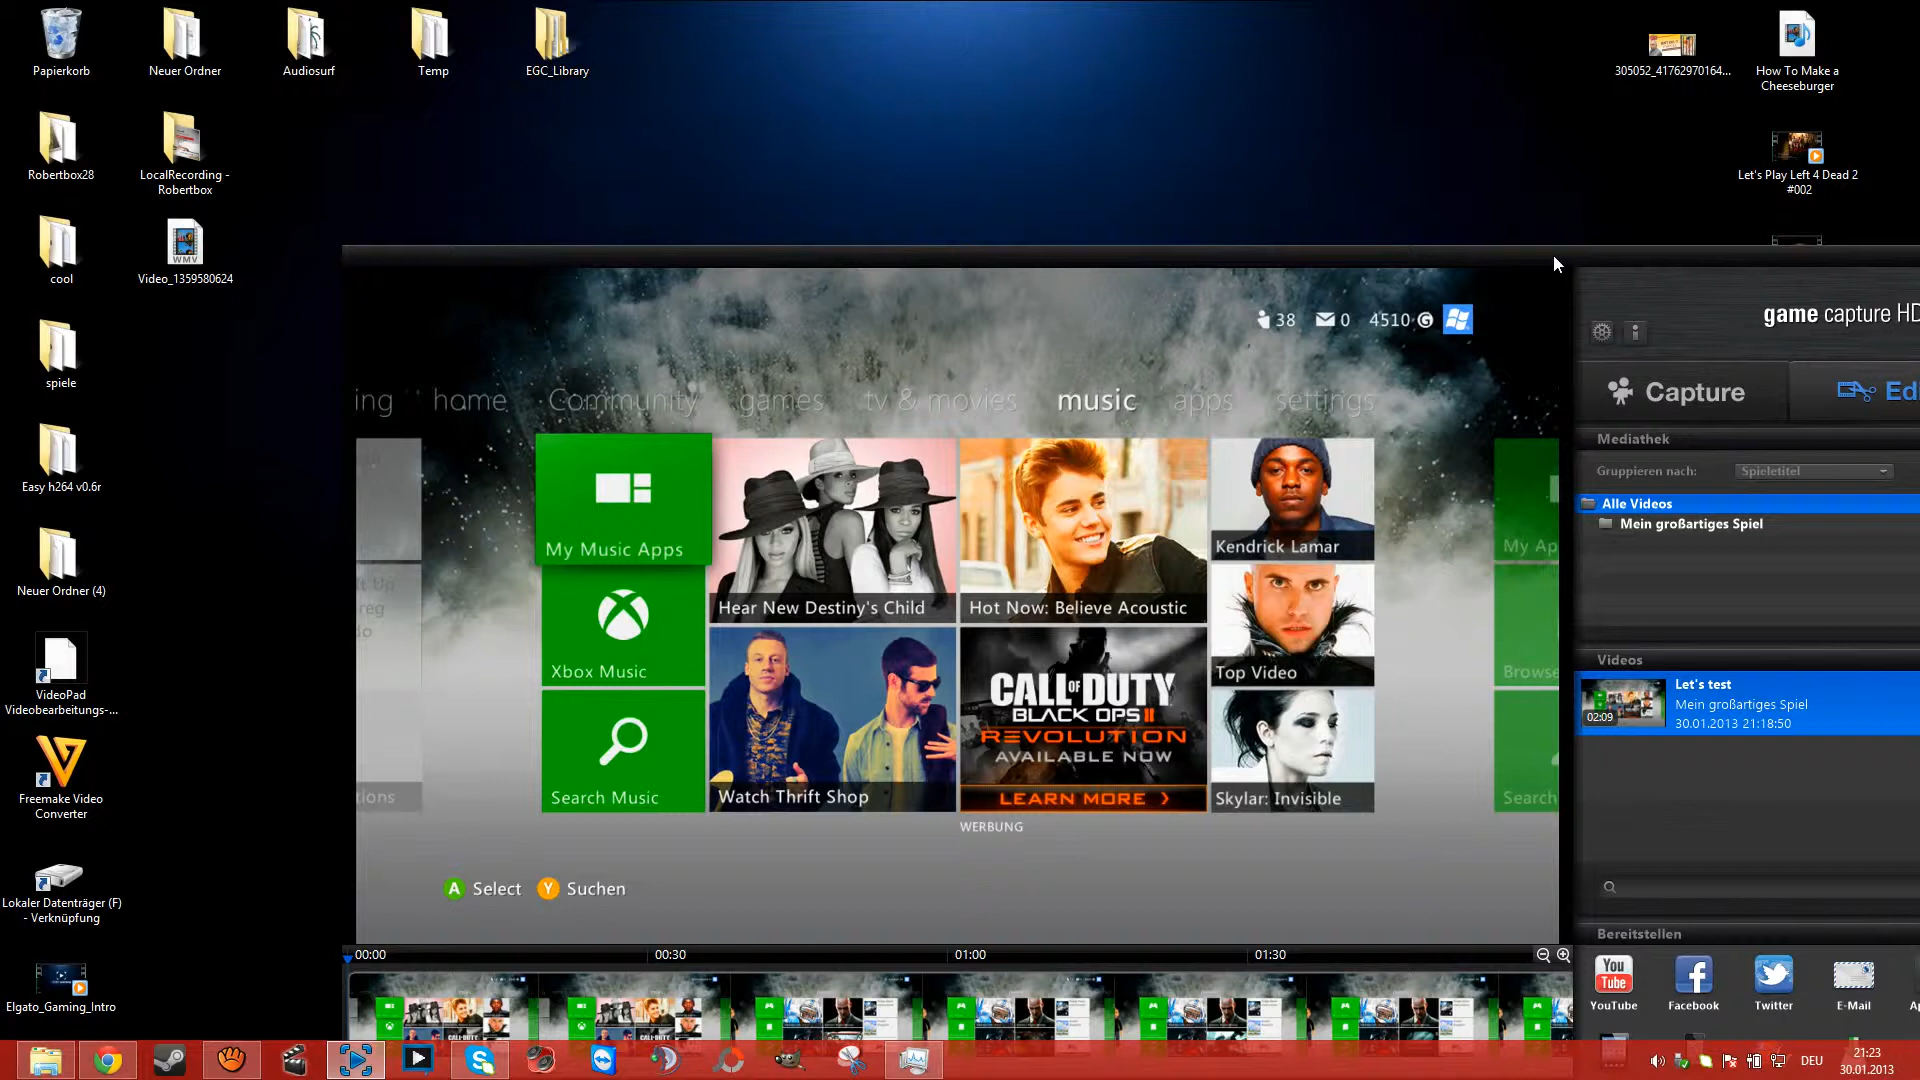 Papierkorb
Neuer Ordner
Audiosurf
Temp
EGC_Library
305052_41762970164...
How To Make a
Cheeseburger
Robertbox28
LocalRecording -
Robertbox
Let's Play Left 4 Dead 2
#002
cool
WMV
Video_1359580624
spiele
Easy h264 v0.6r
Neuer Ordner (4)
VideoPad
Videobearbeitungs-...
Freemake Video
Converter
Lokaler Datenträger (F)
- Verknüpfung
Elgato_Gaming_Intro
38
0
4510 G
ing
home
Community
games
tv & movies
music
apps
settings
My Music Apps
Hear New Destiny's Child
Hot Now: Believe Acoustic
Kendrick Lamar
My Ap
Xbox Music
Top Video
Browse
Search Music
Watch Thrift Shop
CALL OF DUTY
BLACK OPS II
REVOLUTION
AVAILABLE NOW
LEARN MORE >
Skylar: Invisible
Search
tions
WERBUNG
A Select
Y Suchen
game capture HD
Capture
Edi
Mediathek
Gruppieren nach:
Spieletitel
Alle Videos
Mein großartiges Spiel
Videos
02:09
Let's test
Mein großartiges Spiel
30.01.2013 21:18:50
Bereitstellen
You
Tube
YouTube
Facebook
Twitter
E-Mail
00:00
00:30
01:00
01:30
DEU
21:23
30.01.2013